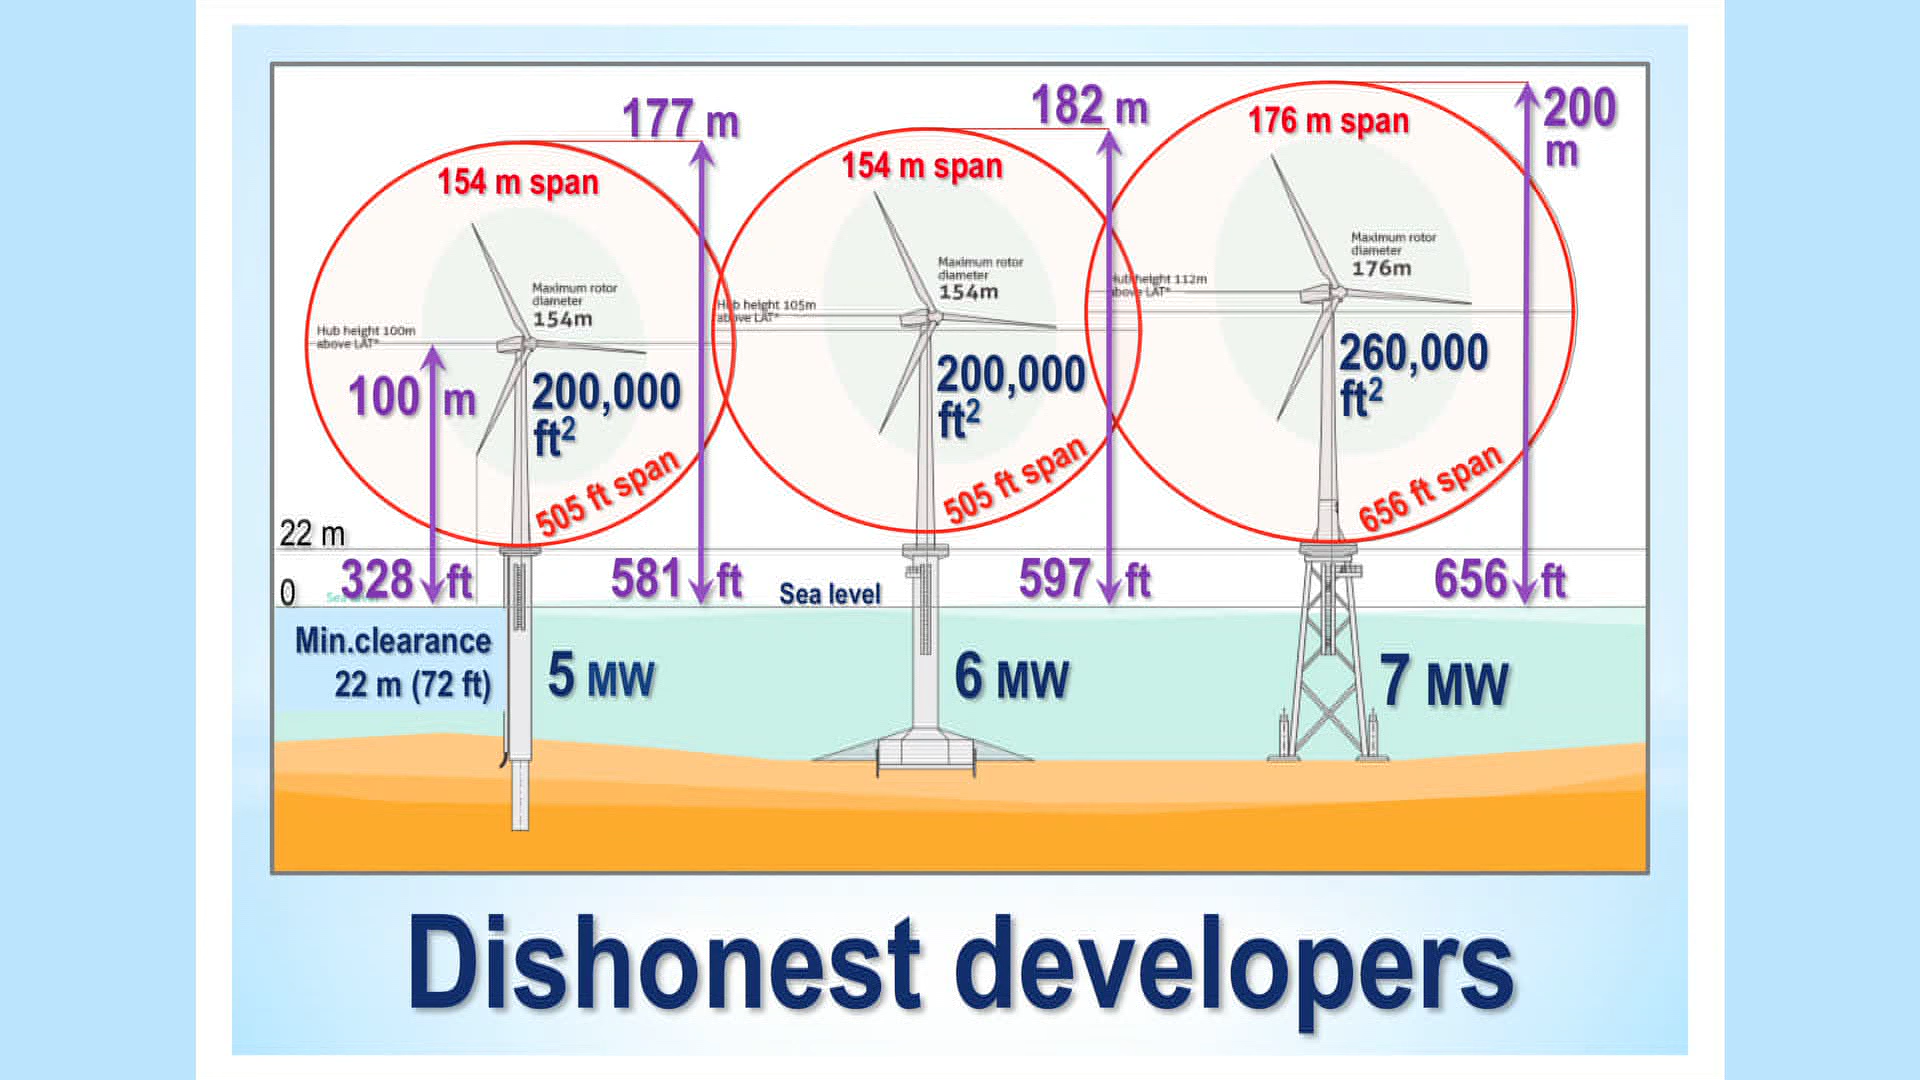 177 m
182 m
200
m
176 m span
154 m span
154 m span
Maximum rotor
diameter
176m
Maximum rotor
diameter
154m
Maximum rotor
diameter
154m
Hub height 112m
above LAT*
Hub height 105m
above LAT*
Hub height 100m
above LAT*
100 m
200,000
ft2
200,000
ft2
260,000
ft2
505 ft span
505 ft span
656 ft span
22 m
0
328 ft
581 ft
Sea level
597 ft
656 ft
Min.clearance
22 m (72 ft)
5 MW
6 MW
7 MW
Dishonest developers